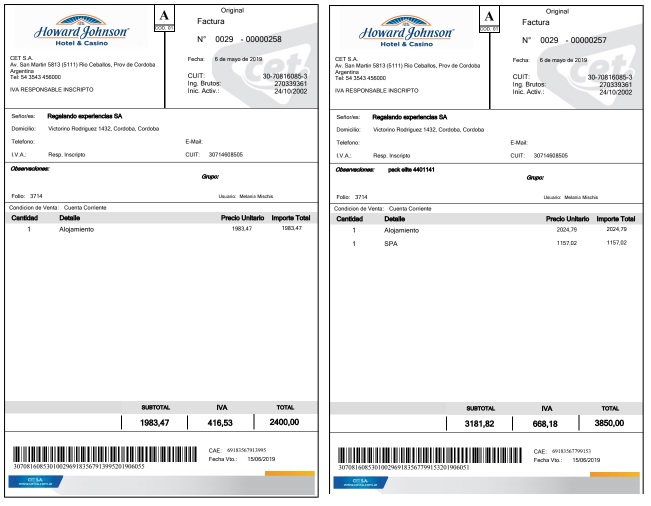 Howard Johnson
Hotel & Casino
A
COD. 01
Original
Factura
N° 0029 - 00000258
CET S.A.
Av. San Martin 5813 (5111) Rio Ceballos, Prov de Cordoba
Argentina
Tel: 54 3543 456000
IVA RESPONSABLE INSCRIPTO
Fecha: 6 de mayo de 2019
CUIT: 30-70816085-3
Ing. Brutos: 270339361
Inic. Activ.: 24/10/2002
cet
Señor/es: Regalando experiencias SA
Domicilio: Victorino Rodriguez 1432, Cordoba, Cordoba
Telefono: E-Mail:
I.V.A.: Resp. Inscripto CUIT: 30714608505
Observaciones:
Grupo:
Folio: 3714 Usuario: Melania Mischis
Condicion de Venta: Cuenta Corriente
Cantidad Detalle Precio Unitario Importe Total
1 Alojamiento 1983,47 1983,47
SUBTOTAL IVA TOTAL
1983,47 416,53 2400,00
CAE: 69183567913995
Fecha Vto.: 15/06/2019
3070816085301002969183567913995201906055
CET S.A.
Howard Johnson
Hotel & Casino
A
COD. 01
Original
Factura
N° 0029 - 00000257
CET S.A.
Av. San Martin 5813 (5111) Rio Ceballos, Prov de Cordoba
Argentina
Tel: 54 3543 456000
IVA RESPONSABLE INSCRIPTO
Fecha: 6 de mayo de 2019
CUIT: 30-70816085-3
Ing. Brutos: 270339361
Inic. Activ.: 24/10/2002
cet
Señor/es: Regalando experiencias SA
Domicilio: Victorino Rodriguez 1432, Cordoba, Cordoba
Telefono: E-Mail:
I.V.A.: Resp. Inscripto CUIT: 30714608505
Observaciones: pack elite 4401141
Grupo:
Folio: 3714 Usuario: Melania Mischis
Condicion de Venta: Cuenta Corriente
Cantidad Detalle Precio Unitario Importe Total
1 Alojamiento 2024,79 2024,79
1 SPA 1157,02 1157,02
SUBTOTAL IVA TOTAL
3181,82 668,18 3850,00
CAE: 69183567799153
Fecha Vto.: 15/06/2019
3070816085301002969183567799153201906051
CET S.A.